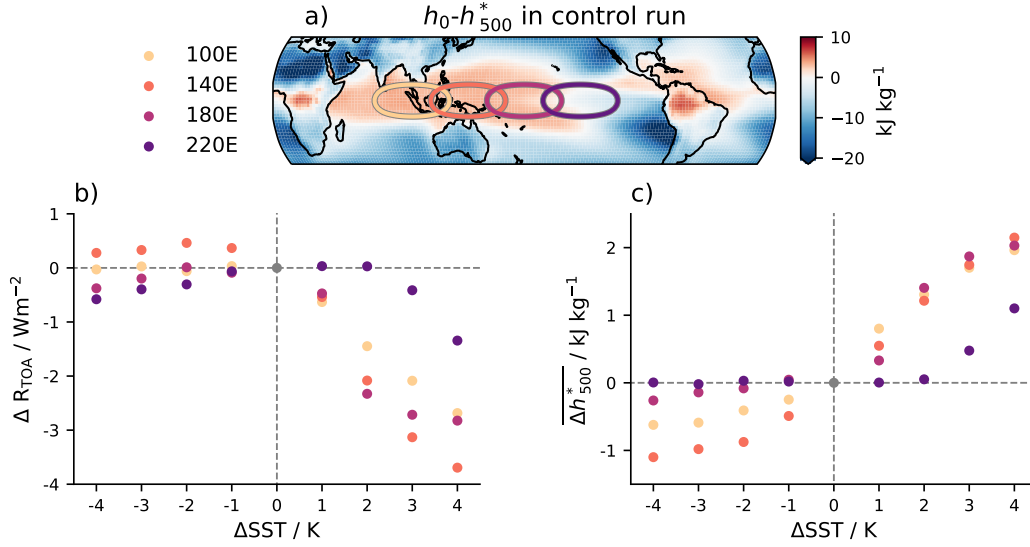 a) h₀-h*₅₀₀ in control run
100E
140E
180E
220E
10
0
−10
−20
kJ kg⁻¹
b)
1
0
-1
-2
-3
-4
Δ R_TOA / Wm⁻²
-4 -3 -2 -1 0 1 2 3 4
ΔSST / K
c)
2
1
0
-1
Δh*₅₀₀ / kJ kg⁻¹
-4 -3 -2 -1 0 1 2 3 4
ΔSST / K